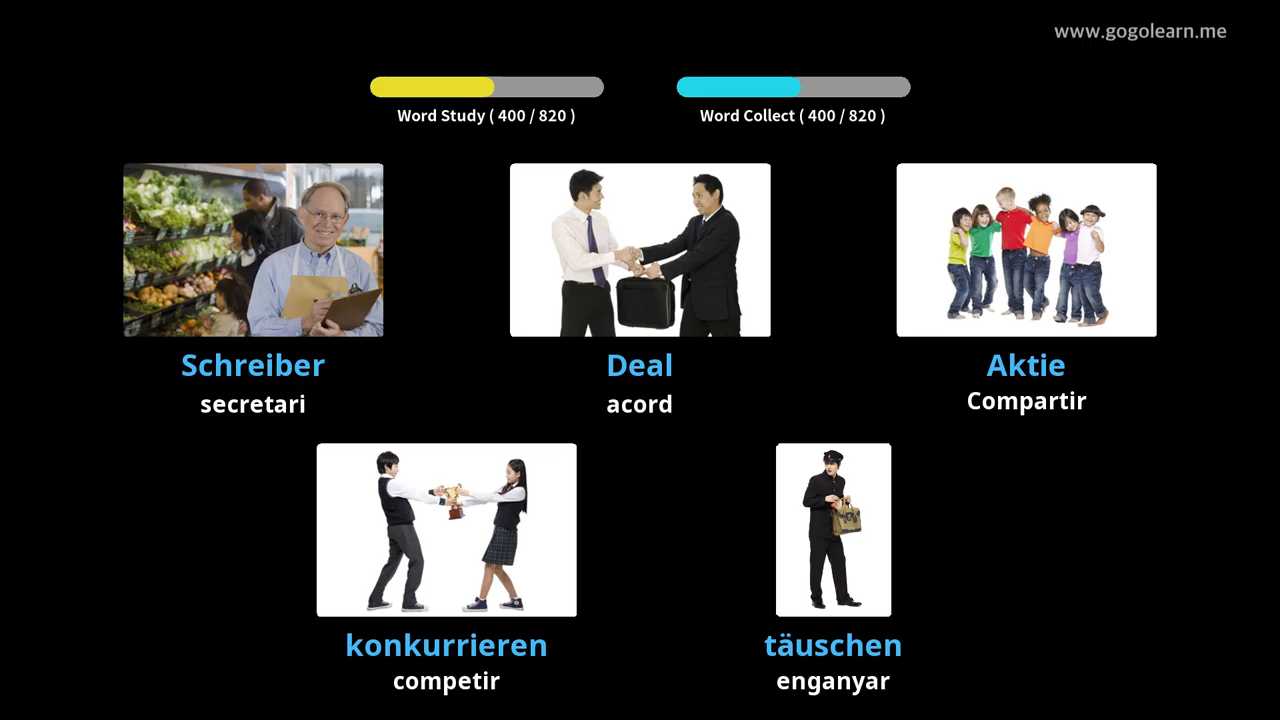 www.gogolearn.me
Word Study ( 400 / 820 )
Word Collect ( 400 / 820 )
Schreiber
secretari
Deal
acord
Aktie
Compartir
konkurrieren
competir
täuschen
enganyar